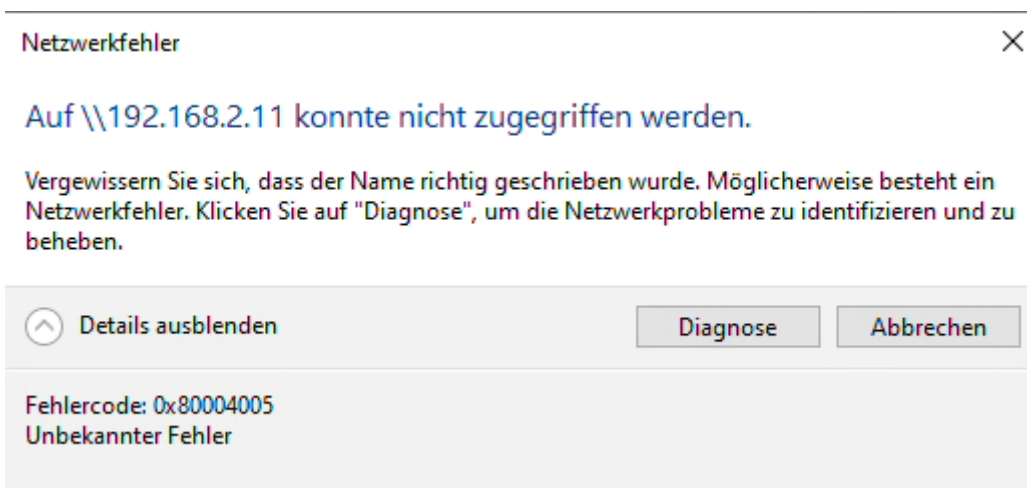 Netzwerkfehler
Auf \\192.168.2.11 konnte nicht zugegriffen werden.
Vergewissern Sie sich, dass der Name richtig geschrieben wurde. Möglicherweise besteht ein
Netzwerkfehler. Klicken Sie auf "Diagnose", um die Netzwerkprobleme zu identifizieren und zu
beheben.
Details ausblenden
Diagnose
Abbrechen
Fehlercode: 0x80004005
Unbekannter Fehler